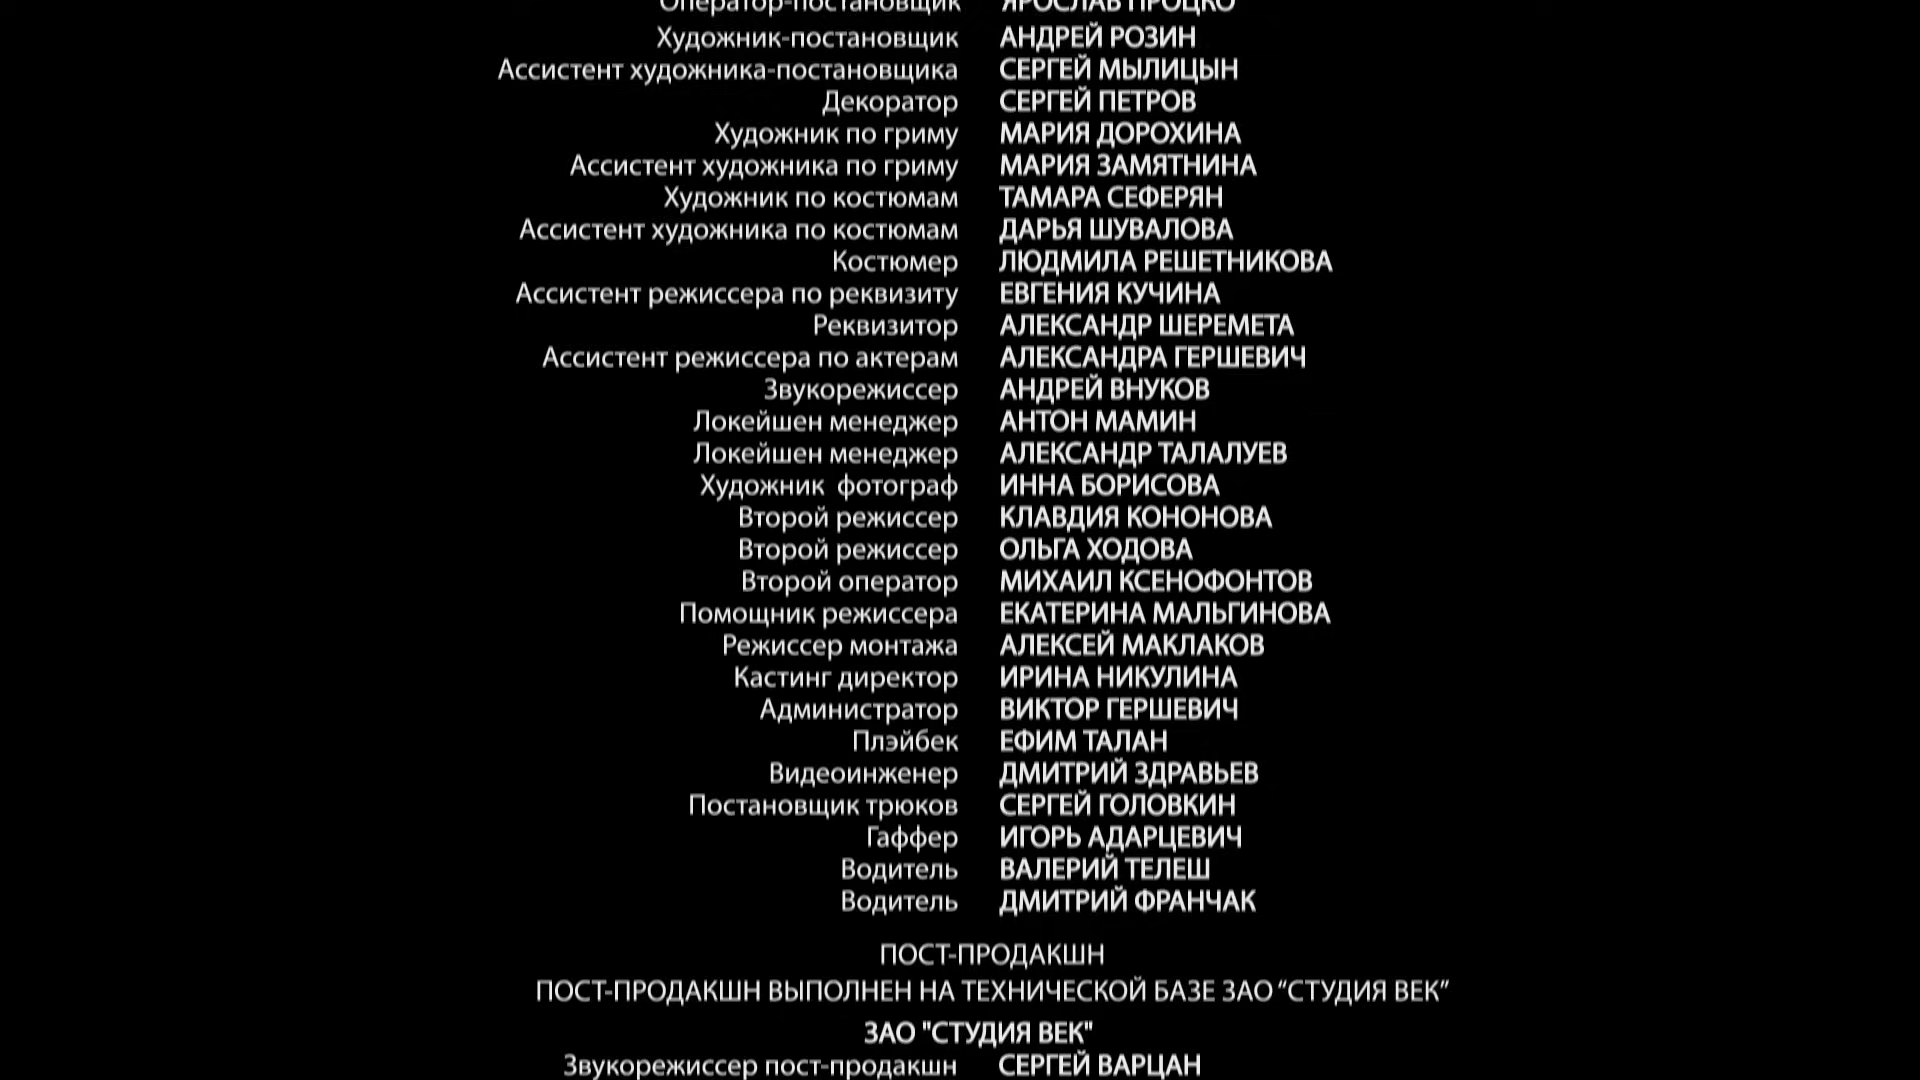 Оператор-постановщик ЯРОСЛАВ ПРОЦКО
Художник-постановщик АНДРЕЙ РОЗИН
Ассистент художника-постановщика СЕРГЕЙ МЫЛИЦЫН
Декоратор СЕРГЕЙ ПЕТРОВ
Художник по гриму МАРИЯ ДОРОХИНА
Ассистент художника по гриму МАРИЯ ЗАМЯТНИНА
Художник по костюмам ТАМАРА СЕФЕРЯН
Ассистент художника по костюмам ДАРЬЯ ШУВАЛОВА
Костюмер ЛЮДМИЛА РЕШЕТНИКОВА
Ассистент режиссера по реквизиту ЕВГЕНИЯ КУЧИНА
Реквизитор АЛЕКСАНДР ШЕРЕМЕТА
Ассистент режиссера по актерам АЛЕКСАНДРА ГЕРШЕВИЧ
Звукорежиссер АНДРЕЙ ВНУКОВ
Локейшен менеджер АНТОН МАМИН
Локейшен менеджер АЛЕКСАНДР ТАЛАЛУЕВ
Художник фотограф ИННА БОРИСОВА
Второй режиссер КЛАВДИЯ КОНОНОВА
Второй режиссер ОЛЬГА ХОДОВА
Второй оператор МИХАИЛ КСЕНОФОНТОВ
Помощник режиссера ЕКАТЕРИНА МАЛЬГИНОВА
Режиссер монтажа АЛЕКСЕЙ МАКЛАКОВ
Кастинг директор ИРИНА НИКУЛИНА
Администратор ВИКТОР ГЕРШЕВИЧ
Плэйбек ЕФИМ ТАЛАН
Видеоинженер ДМИТРИЙ ЗДРАВЬЕВ
Постановщик трюков СЕРГЕЙ ГОЛОВКИН
Гаффер ИГОРЬ АДАРЦЕВИЧ
Водитель ВАЛЕРИЙ ТЕЛЕШ
Водитель ДМИТРИЙ ФРАНЧАК
ПОСТ-ПРОДАКШН
ПОСТ-ПРОДАКШН ВЫПОЛНЕН НА ТЕХНИЧЕСКОЙ БАЗЕ ЗАО “СТУДИЯ ВЕК”
ЗАО "СТУДИЯ ВЕК"
Звукорежиссер пост-продакшн СЕРГЕЙ ВАРЦАН